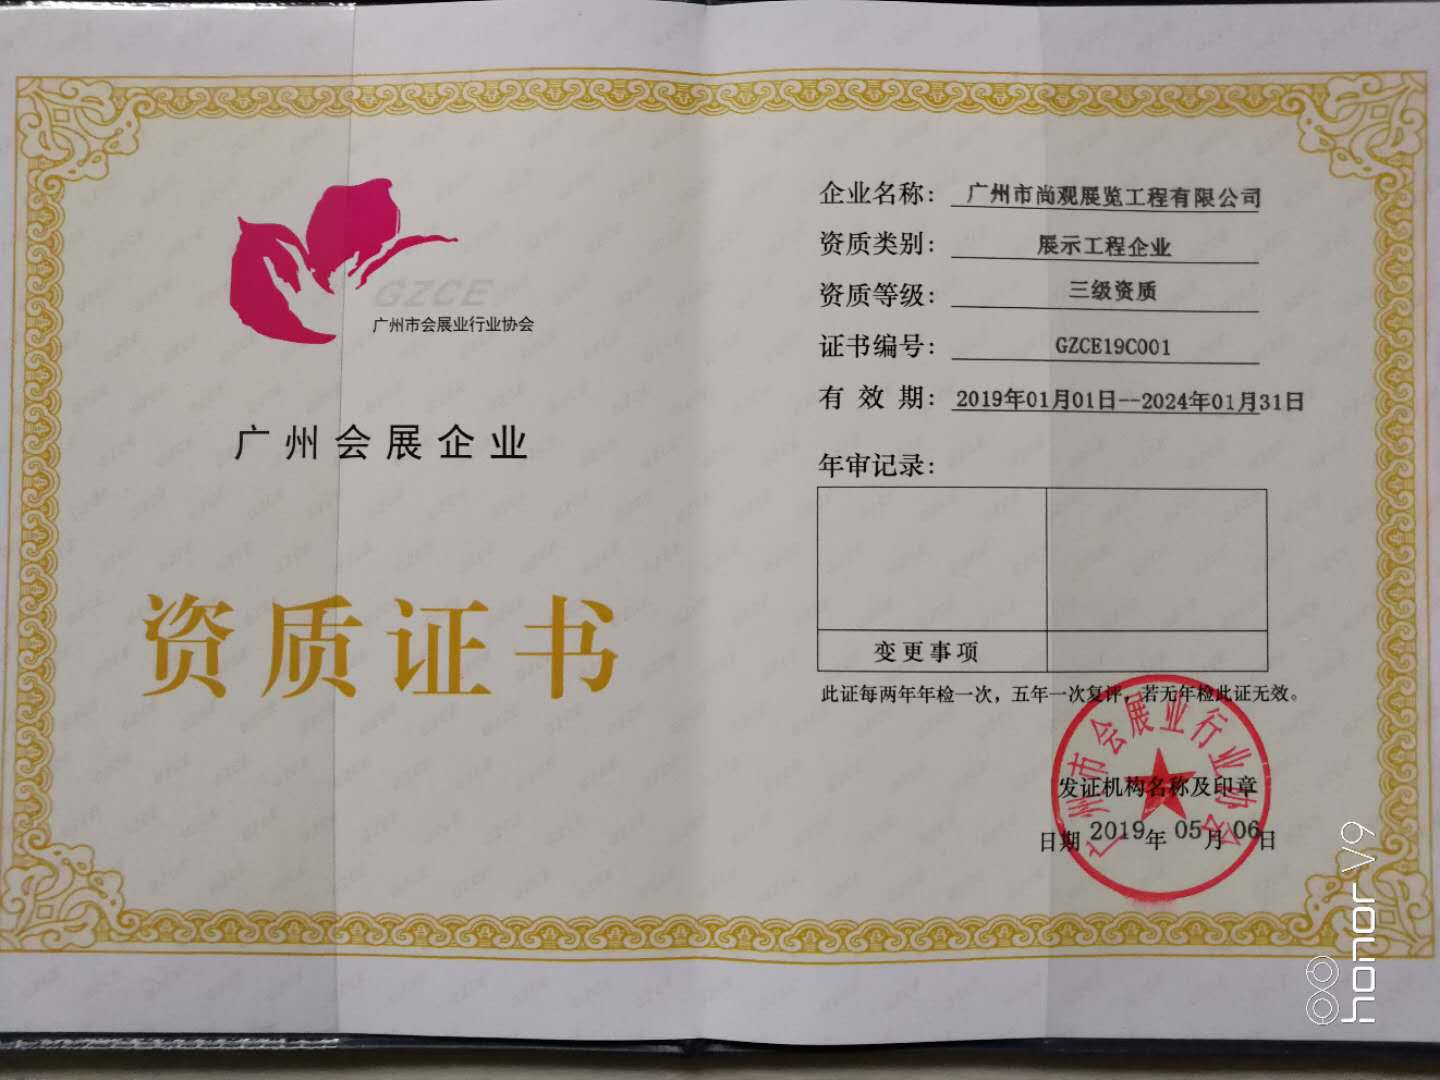 GZCE
广州市会展业行业协会
广州会展企业
资质证书
企业名称：广州市尚观展览工程有限公司
资质类别：展示工程企业
资质等级：三级资质
证书编号：GZCE19C001
有效期：2019年01月01日--2024年01月31日
年审记录：
变更事项
此证每两年年检一次，五年一次复评，若无年检此证无效。
广州市会展业行业协会
发证机构名称及印章
日期 2019年 05月 06日
honor V9